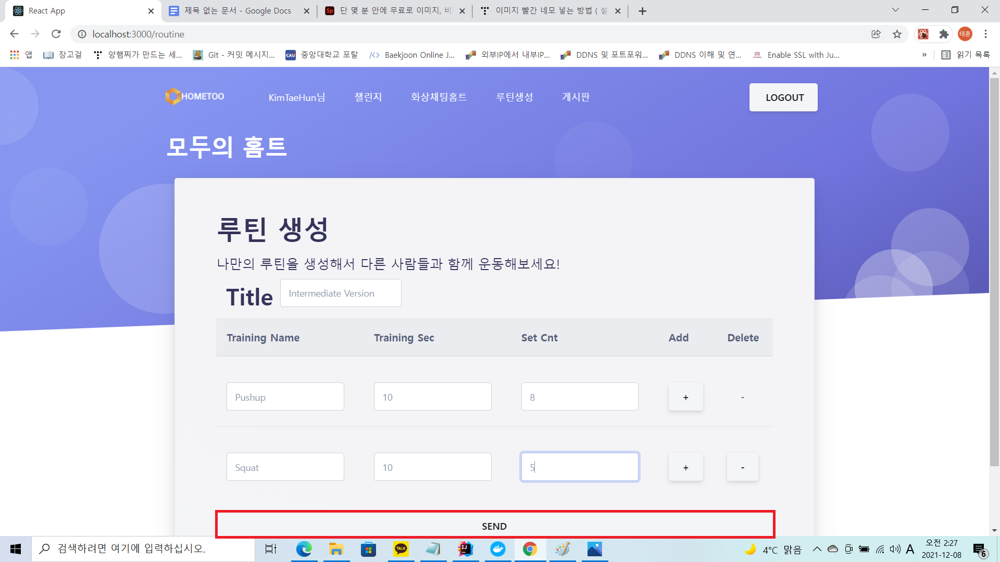 React App
제목 없는 문서 - Google Docs
Sp
단 몇 분 안에 무료로 이미지, 비
이미지 빨간 네모 넣는 방법 ( 설
localhost:3000/routine
태훈
앱
장고걸
양햄찌가 만드는 세...
Git - 커밋 메시지...
CAU
중앙대학교 포탈
Baekjoon Online J...
외부IP에서 내부IP...
DDNS 및 포트포워...
DDNS 이해 및 연...
Enable SSL with Ju...
»
읽기 목록
HOMETOO
KimTaeHun님
챌린지
화상채팅홈트
루틴생성
게시판
LOGOUT
모두의 홈트
루틴 생성
나만의 루틴을 생성해서 다른 사람들과 함께 운동해보세요!
Title
Intermediate Version
Training Name
Training Sec
Set Cnt
Add
Delete
Pushup
10
8
+
-
Squat
10
5
+
-
SEND
검색하려면 여기에 입력하십시오.
TALK
IJ
4°C 맑음
A
오전 2:27
2021-12-08
6